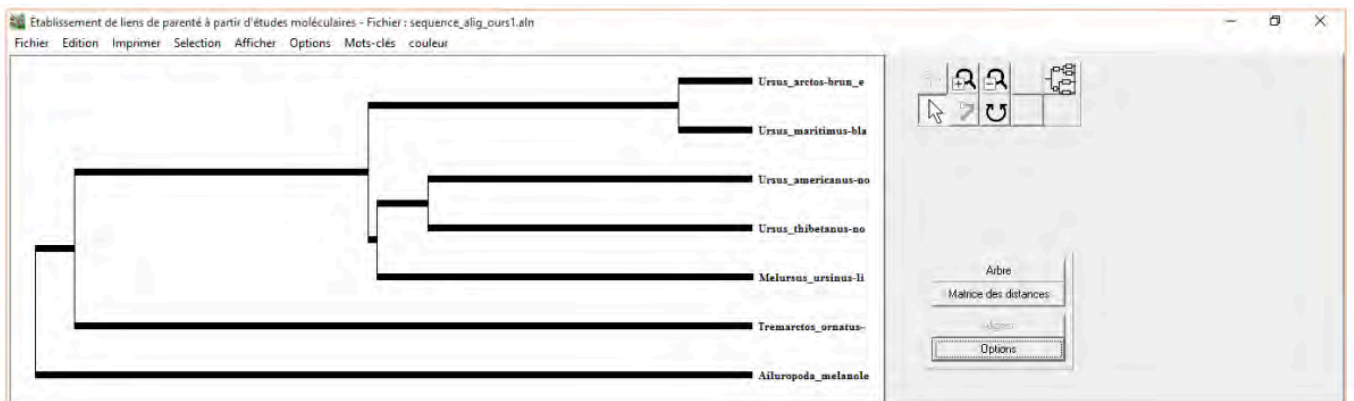 Établissement de liens de parenté à partir d'études moléculaires - Fichier : sequence_alig_ours1.aln
Fichier Edition Imprimer Selection Afficher Options Mots-clés couleur
Ursus_arctos-brun_e
Ursus_maritimus-bla
Ursus_americanus-no
Ursus_thibetanus-no
Melursus_ursinus-li
Tremarctos_ornatus-
Ailuropoda_melanole
Arbre
Matrice des distances
Options